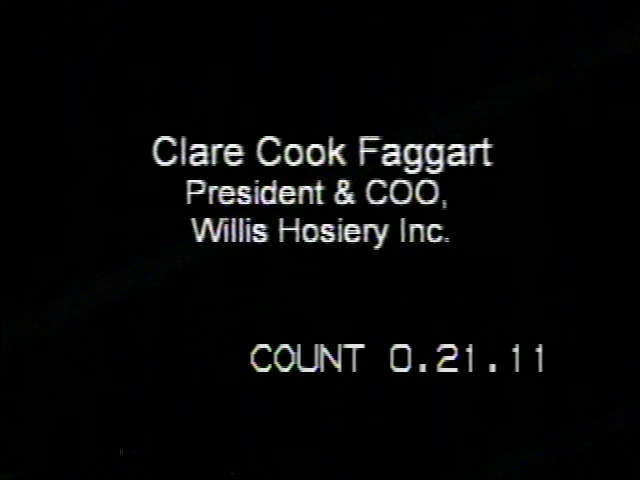 Clare Cook Faggart
President & COO,
Willis Hosiery Inc.
COUNT 0.21.11